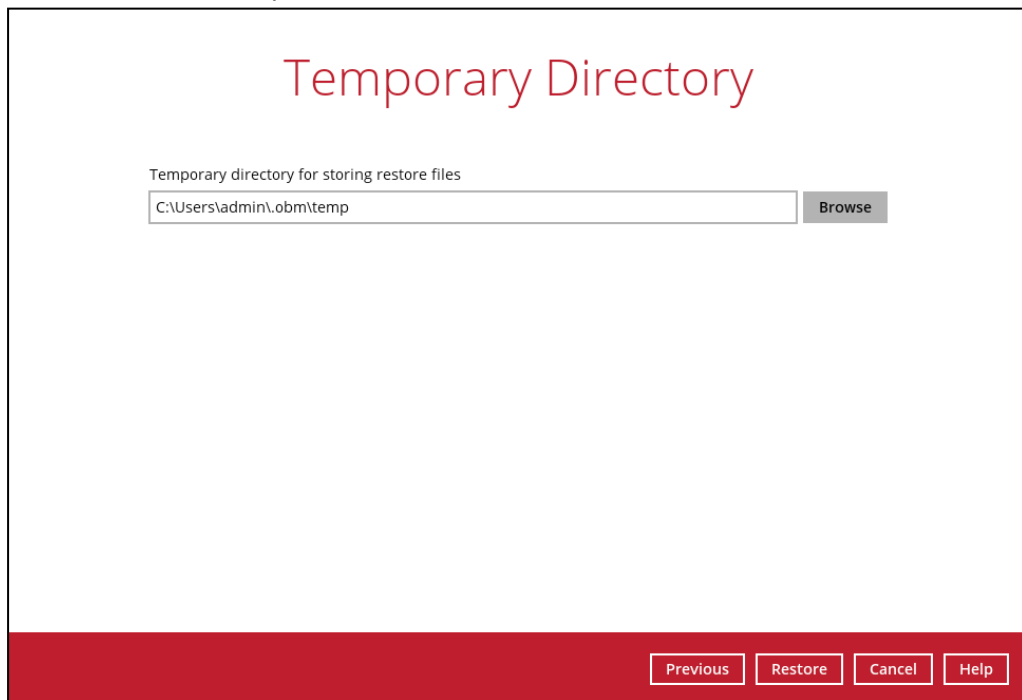 Temporary Directory
Temporary directory for storing restore files
C:\Users\admin\.obm\temp
Browse
Previous
Restore
Cancel
Help